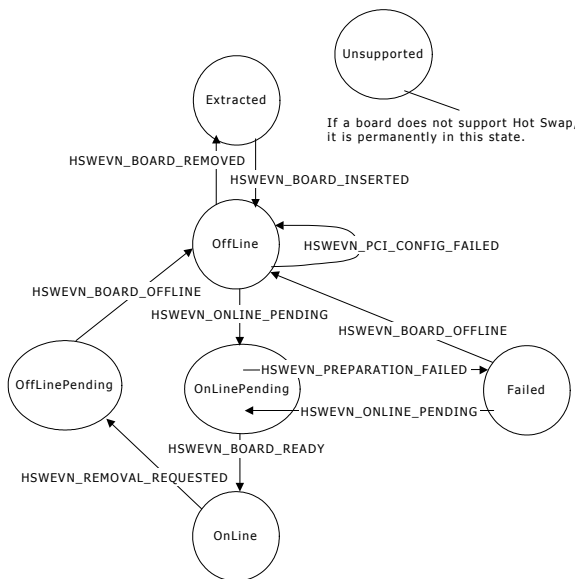 Unsupported
Extracted
If a board does not support Hot Swap,
it is permanently in this state.
HSWEVN_BOARD_REMOVED
HSWEVN_BOARD_INSERTED
OffLine
HSWEVN_PCI_CONFIG_FAILED
HSWEVN_BOARD_OFFLINE
HSWEVN_ONLINE_PENDING
HSWEVN_BOARD_OFFLINE
HSWEVN_PREPARATION_FAILED
OffLinePending
OnLinePending
Failed
HSWEVN_ONLINE_PENDING
HSWEVN_BOARD_READY
HSWEVN_REMOVAL_REQUESTED
OnLine